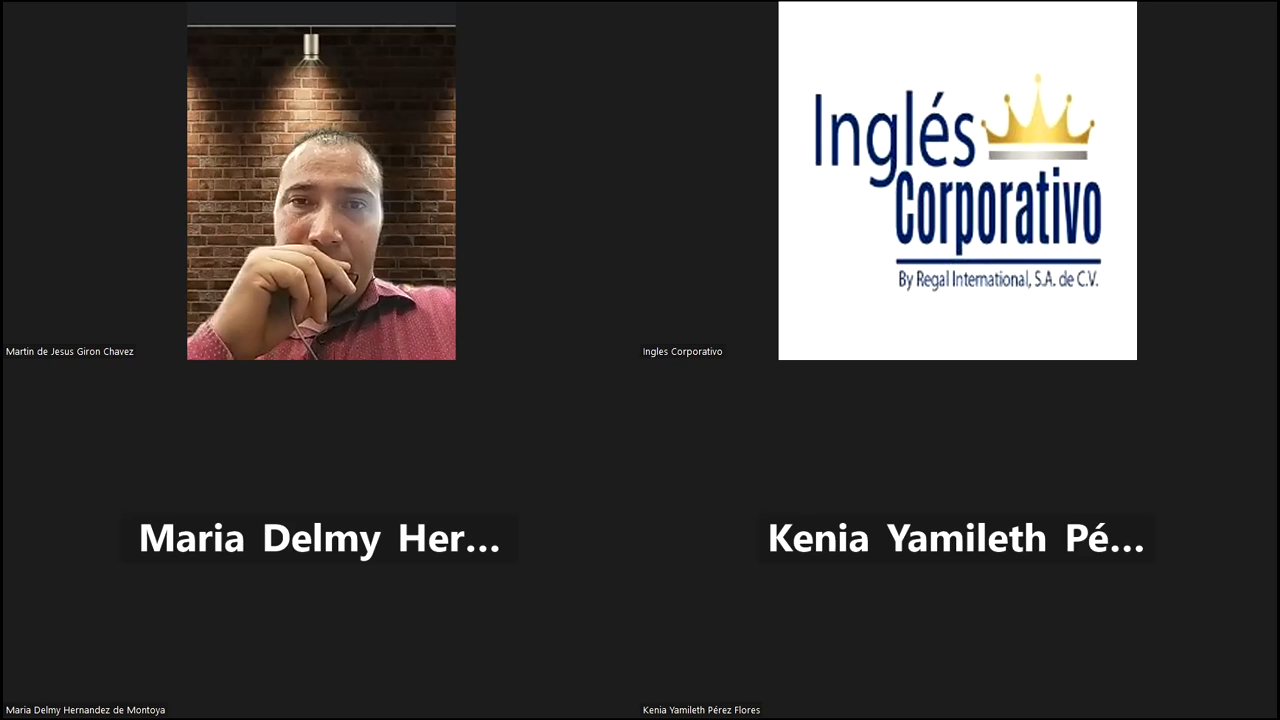 Inglés
Corporativo
By Regal International, S.A. de C.V.
Martin de Jesus Giron Chavez
Ingles Corporativo
Maria Delmy Her...
Kenia Yamileth Pé...
Maria Delmy Hernandez de Montoya
Kenia Yamileth Pérez Flores